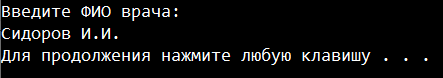 Введите ФИО врача:
Сидоров И.И.
Для продолжения нажмите любую клавишу . . .